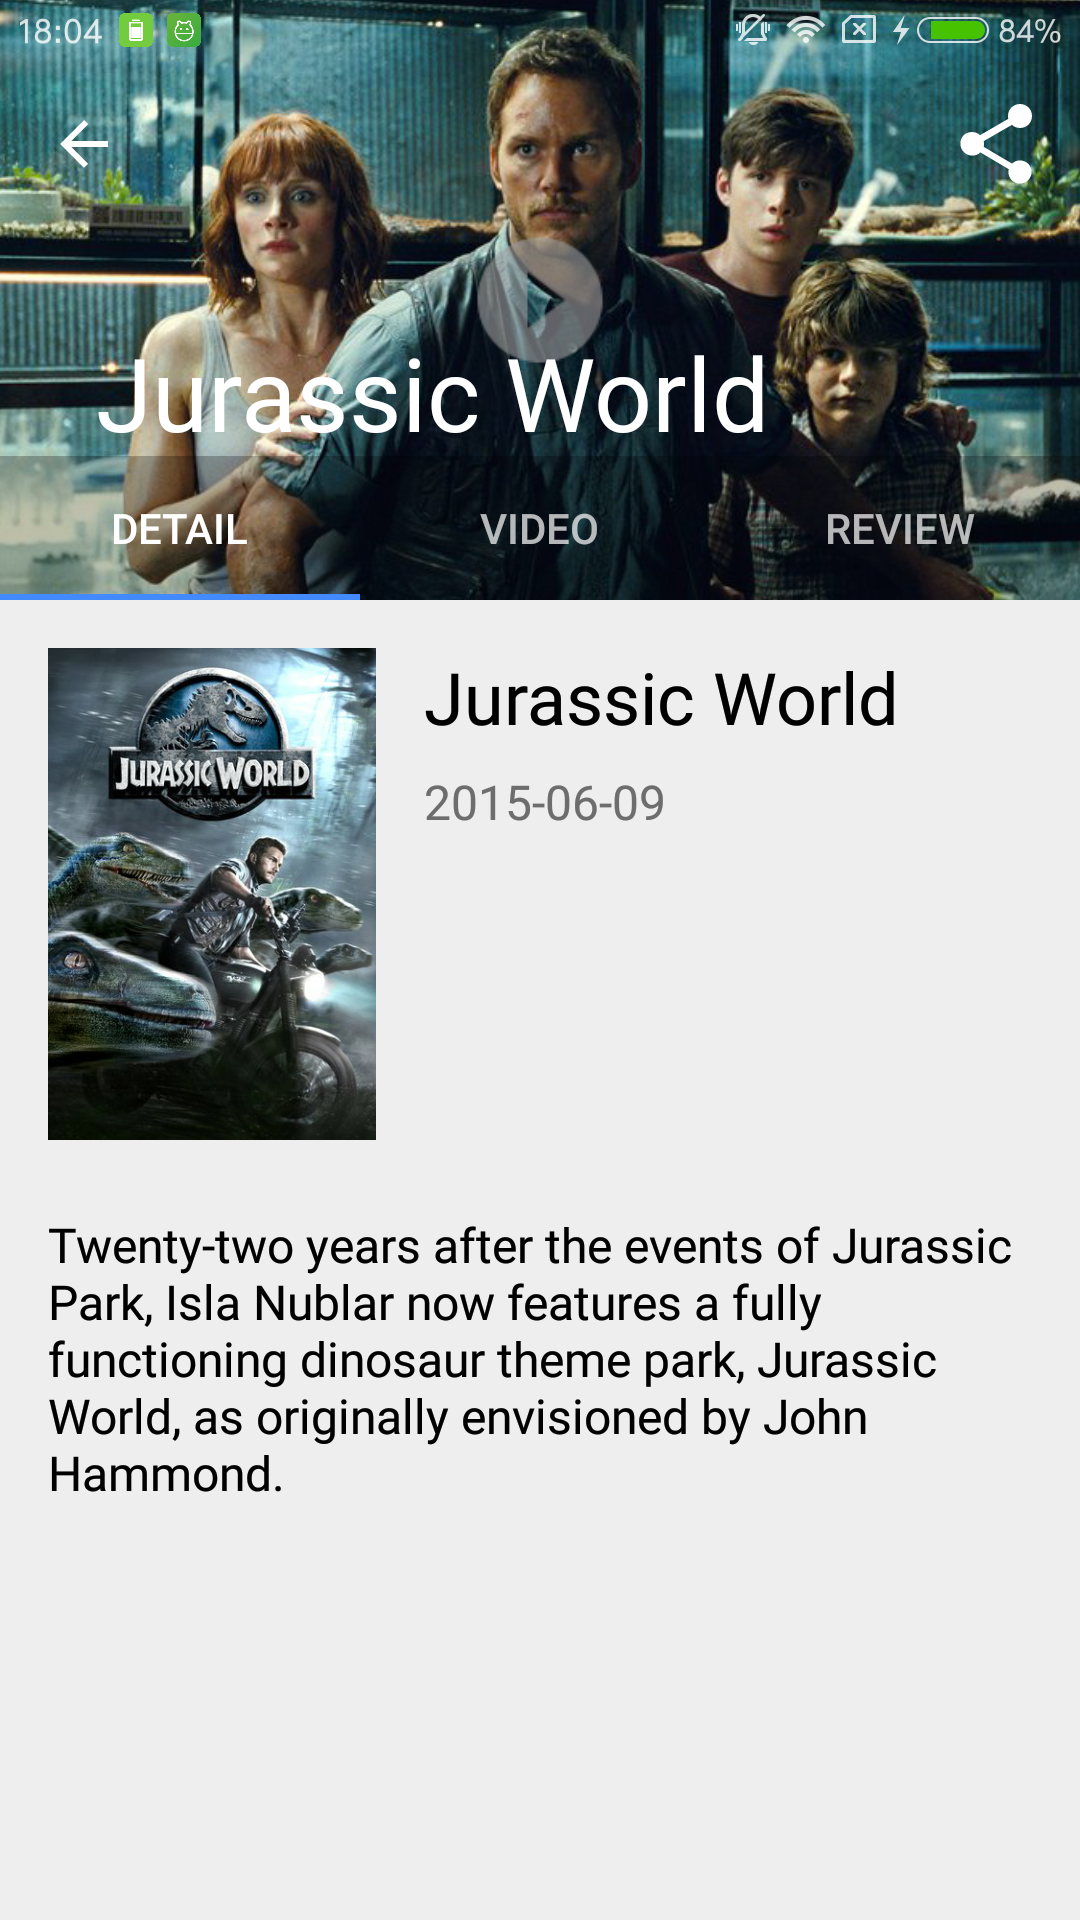 18:04
84%
Jurassic World
DETAIL
VIDEO
REVIEW
JURASSIC WORLD
Jurassic World
2015-06-09
Twenty-two years after the events of Jurassic
Park, Isla Nublar now features a fully
functioning dinosaur theme park, Jurassic
World, as originally envisioned by John
Hammond.